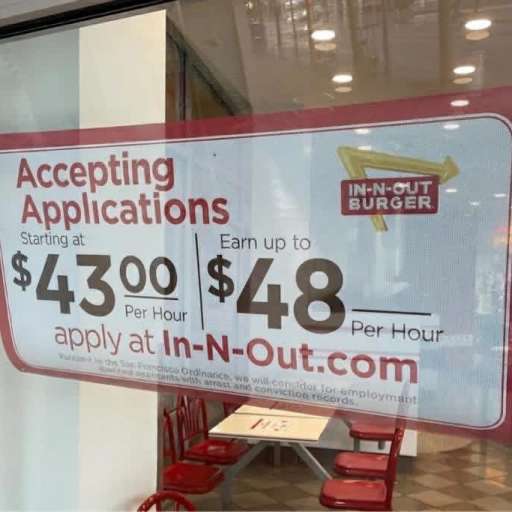 Accepting
Applications
IN-N-OUT
BURGER
Starting at
$43.00
Per Hour
Earn up to
$48
Per Hour
apply at In-N-Out.com
Pursuant to the San Francisco Ordinance, we will consider for employment
qualified applicants with arrest and conviction records.